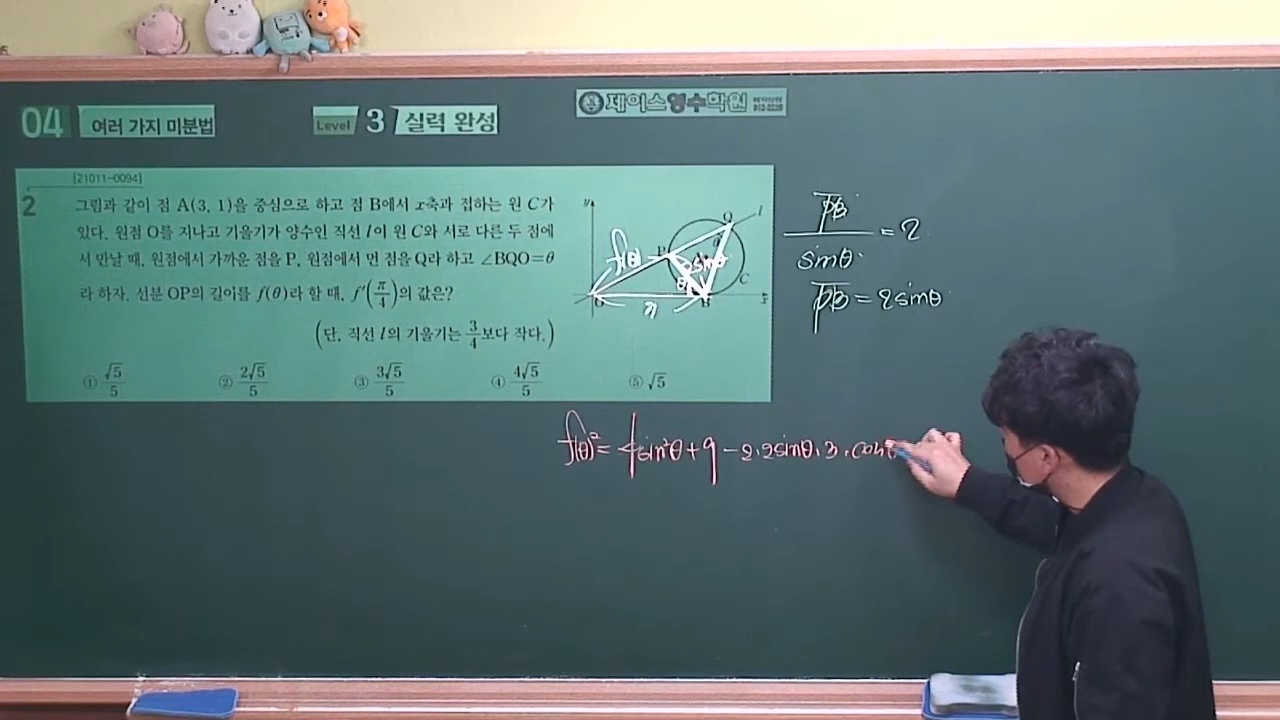 04 여러 가지 미분법
Level 3 실력 완성
제이스영수학원
[21011-0094]
2 그림과 같이 점 A(3, 1)을 중심으로 하고 점 B에서 x축과 접하는 원 C가
있다. 원점 O를 지나고 기울기가 양수인 직선 l이 원 C와 서로 다른 두 점에
서 만날 때, 원점에서 가까운 점을 P, 원점에서 먼 점을 Q라 하고 ∠BQO=θ
라 하자. 선분 OP의 길이를 f(θ)라 할 때, f′(π/4)의 값은?
(단, 직선 l의 기울기는 3/4보다 작다.)
① √5/5 ② 2√5/5 ③ 3√5/5 ④ 4√5/5 ⑤ √5
y
Q
l
f(θ)
P
2sinθ
θ
C
O
B
x
PB/sinθ = 2
PB = 2sinθ
f(θ)² = 4sin²θ + 9 − 2·2sinθ·3·cosθ